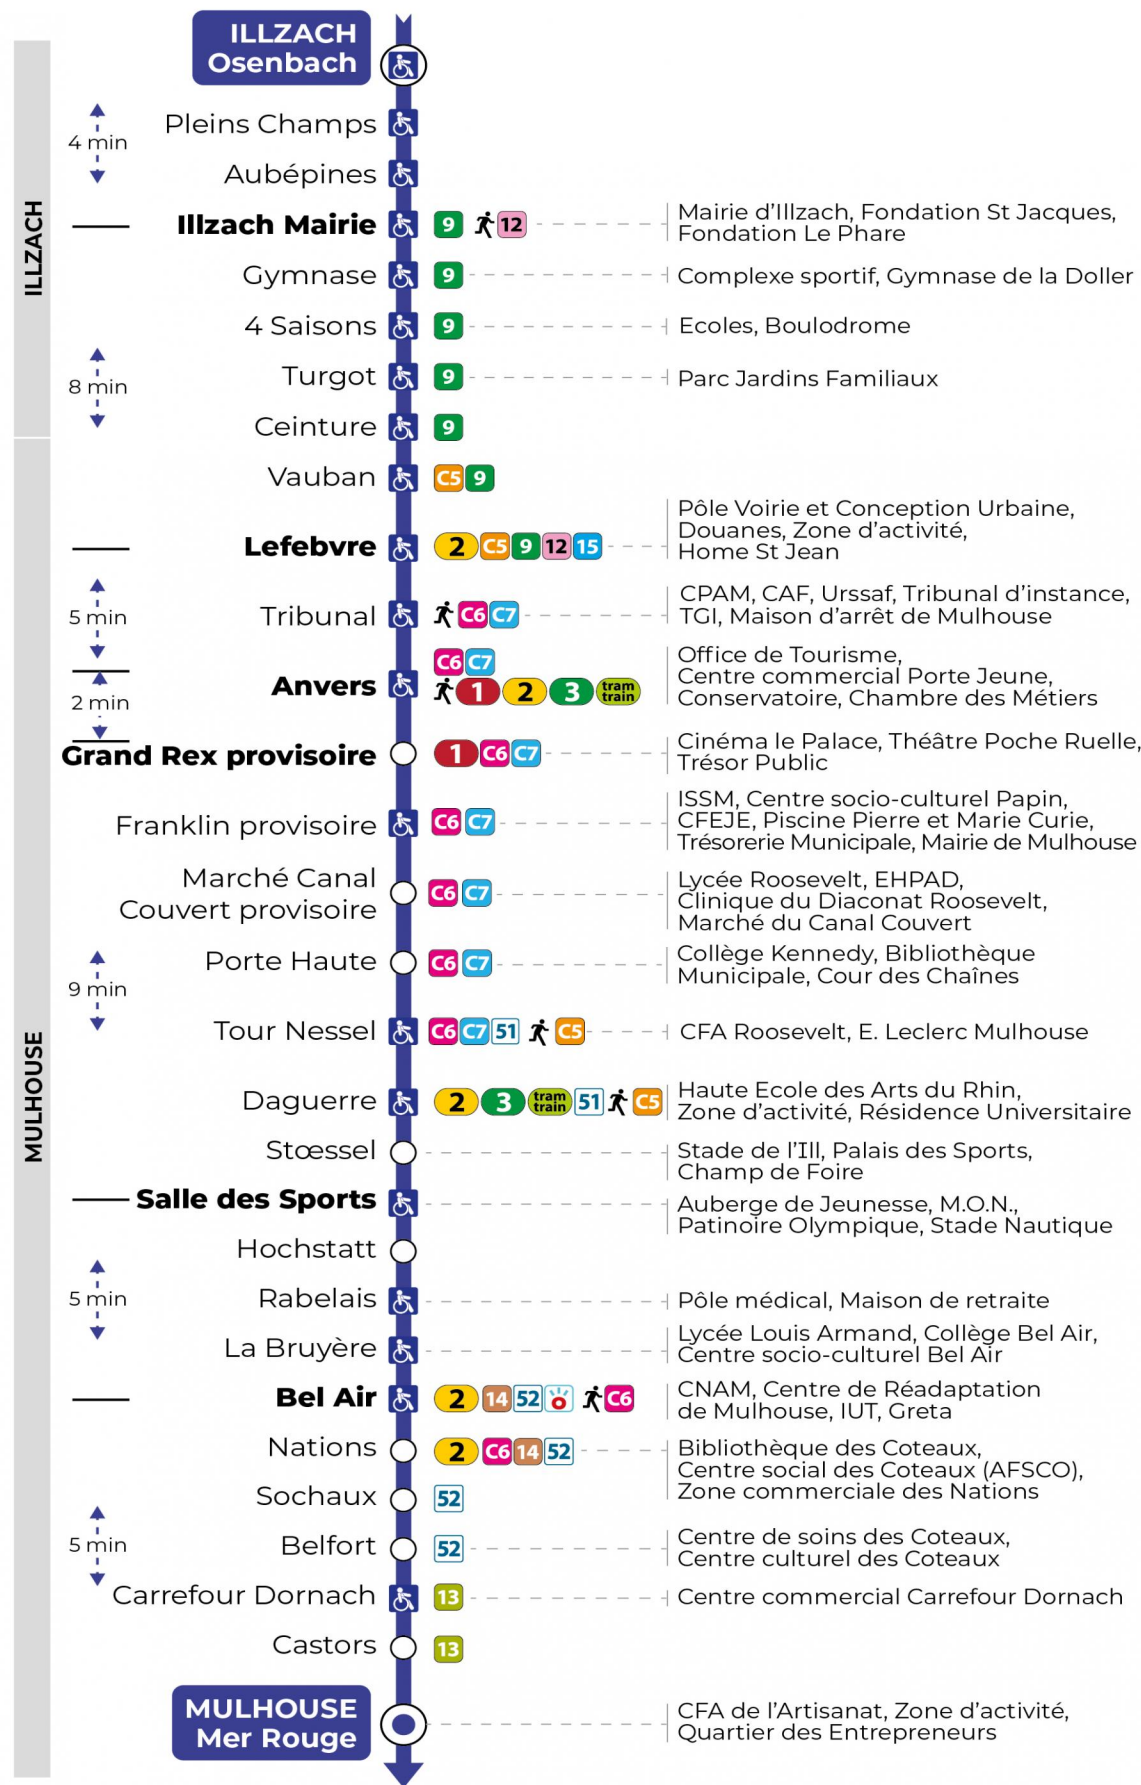 ILLZACH
Osenbach
Pleins Champs
4 min
Aubépines
ILLZACH
Illzach Mairie 9 12 Mairie d'Illzach, Fondation St Jacques,
Fondation Le Phare
Gymnase 9 Complexe sportif, Gymnase de la Doller
4 Saisons 9 Ecoles, Boulodrome
Turgot 9 Parc Jardins Familiaux
8 min
Ceinture 9
Vauban C5 9
Lefebvre 2 C5 9 12 15 Pôle Voirie et Conception Urbaine,
Douanes, Zone d'activité,
Home St Jean
5 min
Tribunal C6 C7 CPAM, CAF, Urssaf, Tribunal d'instance,
TGI, Maison d'arrêt de Mulhouse
C6 C7
Anvers 1 2 3 tram train Office de Tourisme,
Centre commercial Porte Jeune,
Conservatoire, Chambre des Métiers
2 min
Grand Rex provisoire 1 C6 C7 Cinéma le Palace, Théâtre Poche Ruelle,
Trésor Public
Franklin provisoire C6 C7 ISSM, Centre socio-culturel Papin,
CFEJE, Piscine Pierre et Marie Curie,
Trésorerie Municipale, Mairie de Mulhouse
Marché Canal
Couvert provisoire C6 C7 Lycée Roosevelt, EHPAD,
Clinique du Diaconat Roosevelt,
Marché du Canal Couvert
Porte Haute C6 C7 Collège Kennedy, Bibliothèque
Municipale, Cour des Chaînes
9 min
Tour Nessel C6 C7 51 C5 CFA Roosevelt, E. Leclerc Mulhouse
MULHOUSE
Daguerre 2 3 tram train 51 C5 Haute Ecole des Arts du Rhin,
Zone d'activité, Résidence Universitaire
Stœssel Stade de l'Ill, Palais des Sports,
Champ de Foire
Salle des Sports Auberge de Jeunesse, M.O.N.,
Patinoire Olympique, Stade Nautique
Hochstatt
5 min
Rabelais Pôle médical, Maison de retraite
La Bruyère Lycée Louis Armand, Collège Bel Air,
Centre socio-culturel Bel Air
Bel Air 2 14 52 C6 CNAM, Centre de Réadaptation
de Mulhouse, IUT, Greta
Nations 2 C6 14 52 Bibliothèque des Coteaux,
Centre social des Coteaux (AFSCO),
Zone commerciale des Nations
Sochaux 52
5 min
Belfort 52 Centre de soins des Coteaux,
Centre culturel des Coteaux
Carrefour Dornach 13 Centre commercial Carrefour Dornach
Castors 13
MULHOUSE
Mer Rouge
CFA de l'Artisanat, Zone d'activité,
Quartier des Entrepreneurs